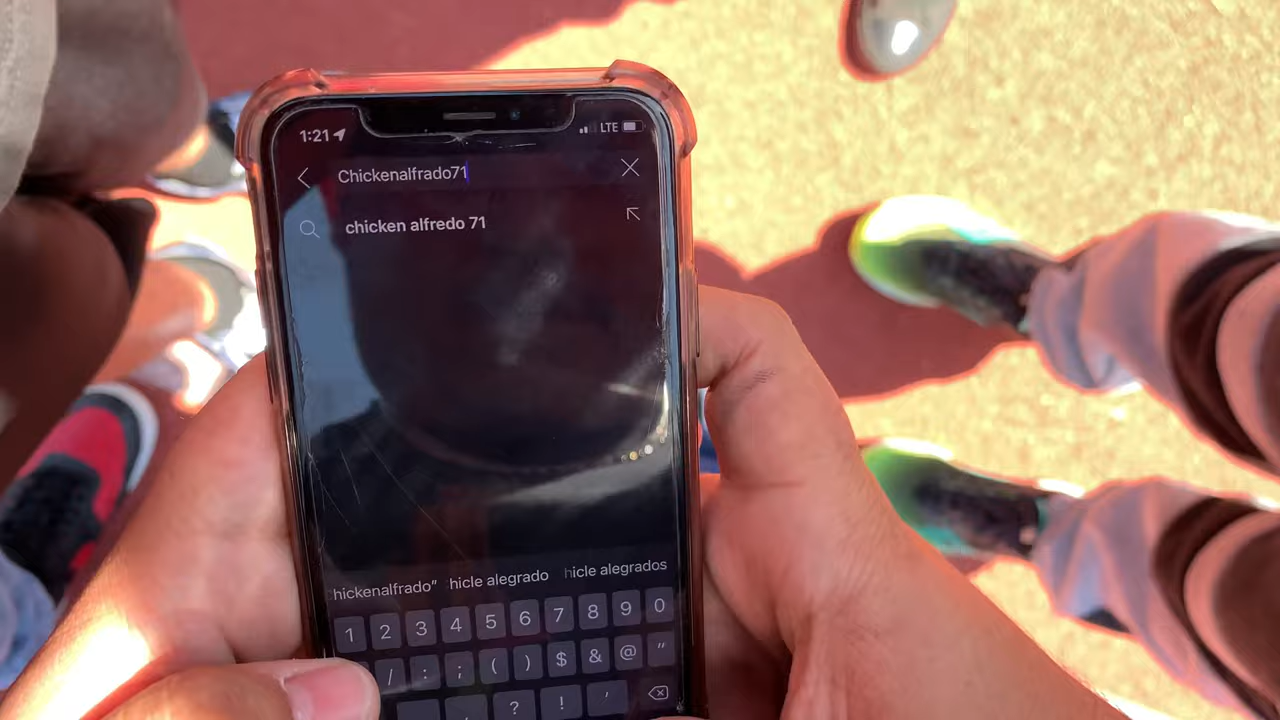 1:21 LTE
Chickenalfrado71
chicken alfredo 71
hickenalfrado” hicle alegrado hicle alegrados
1 2 3 4 5 6 7 8 9 0
/ : ; ( ) $ & @ "
, ? ! '